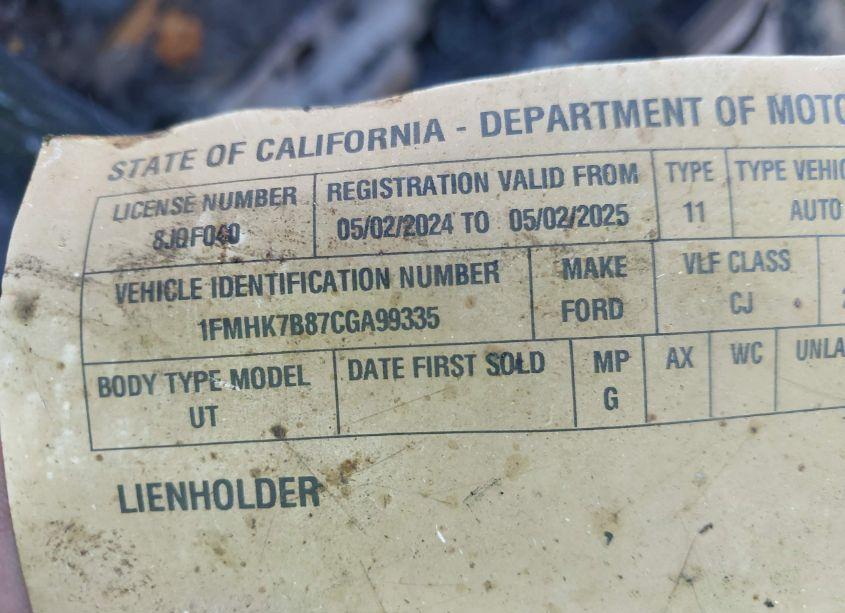 STATE OF CALIFORNIA - DEPARTMENT OF MOTO
LICENSE NUMBER REGISTRATION VALID FROM TYPE TYPE VEHIC
8J0F040 05/02/2024 TO 05/02/2025 11 AUTO
VEHICLE IDENTIFICATION NUMBER MAKE VLF CLASS
1FMHK7B87CGA99335 FORD CJ
BODY TYPE MODEL DATE FIRST SOLD MP AX WC UNLA
UT G
LIENHOLDER